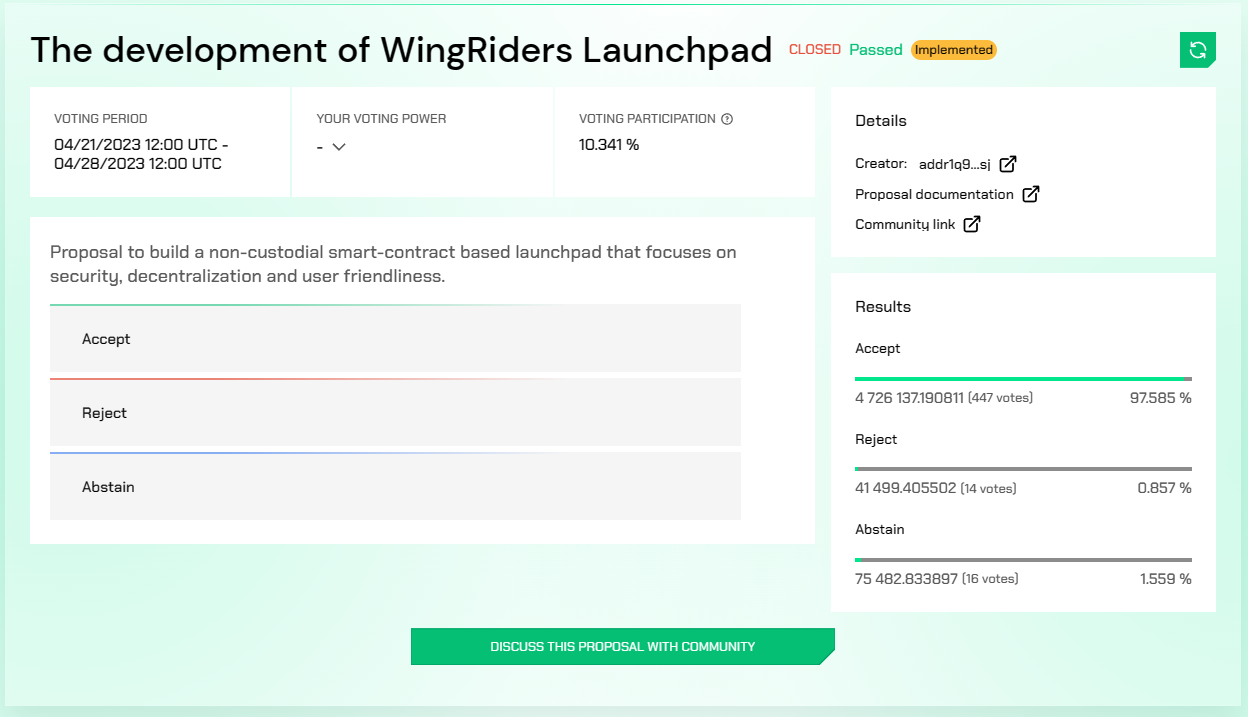 The development of WingRiders Launchpad CLOSED Passed Implemented
VOTING PERIOD
04/21/2023 12:00 UTC -
04/28/2023 12:00 UTC
YOUR VOTING POWER
-
VOTING PARTICIPATION
10.341 %
Proposal to build a non-custodial smart-contract based launchpad that focuses on
security, decentralization and user friendliness.
Accept
Reject
Abstain
Details
Creator: addr1q9...sj
Proposal documentation
Community link
Results
Accept
4 726 137.190811 (447 votes) 97.585 %
Reject
41 499.405502 (14 votes) 0.857 %
Abstain
75 482.833897 (16 votes) 1.559 %
DISCUSS THIS PROPOSAL WITH COMMUNITY